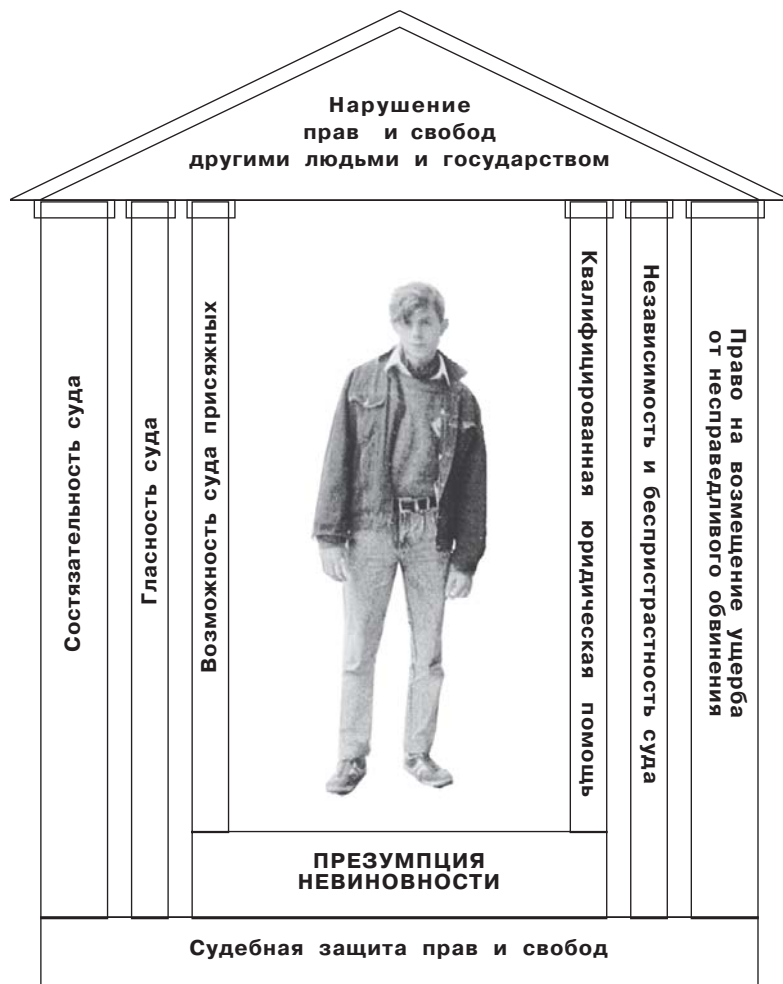 Нарушение
прав и свобод
другими людьми и государством
Состязательность суда
Гласность суда
Возможность суда присяжных
Квалифицированная юридическая помощь
Независимость и беспристрастность суда
Право на возмещение ущерба
от несправедливого обвинения
ПРЕЗУМПЦИЯ
НЕВИНОВНОСТИ
Судебная защита прав и свобод